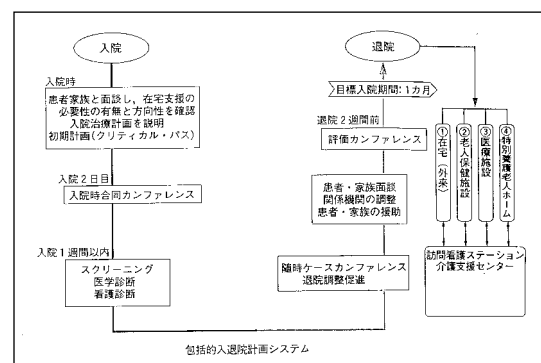 入院
入院時
患者家族と面談し、在宅支援の
必要性の有無と方向性を確認
入院治療計画を説明
初期計画(クリティカル・パス)
入院2日目
入院時合同カンファレンス
入院1週間以内
スクリーニング
医学診断
看護診断
退院
目標入院期間:1カ月
退院2週間前
評価カンファレンス
患者・家族面談
関係機関の調整
患者・家族の援助
随時ケースカンファレンス
退院調整促進
①在宅(外来)
②老人保健施設
③医療施設
④特別養護老人ホーム
訪問看護ステーション
介護支援センター
包括的入退院計画システム